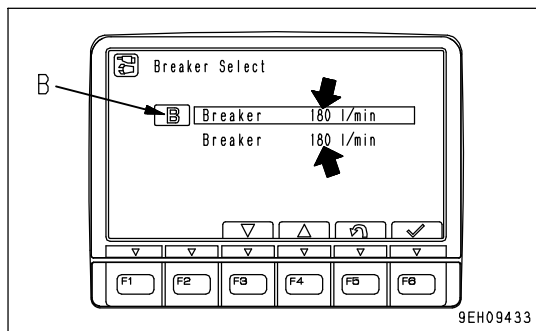 Breaker Select
B
B Breaker 180 l/min
Breaker 180 l/min
F1 F2 F3 F4 F5 F6
9EH09433